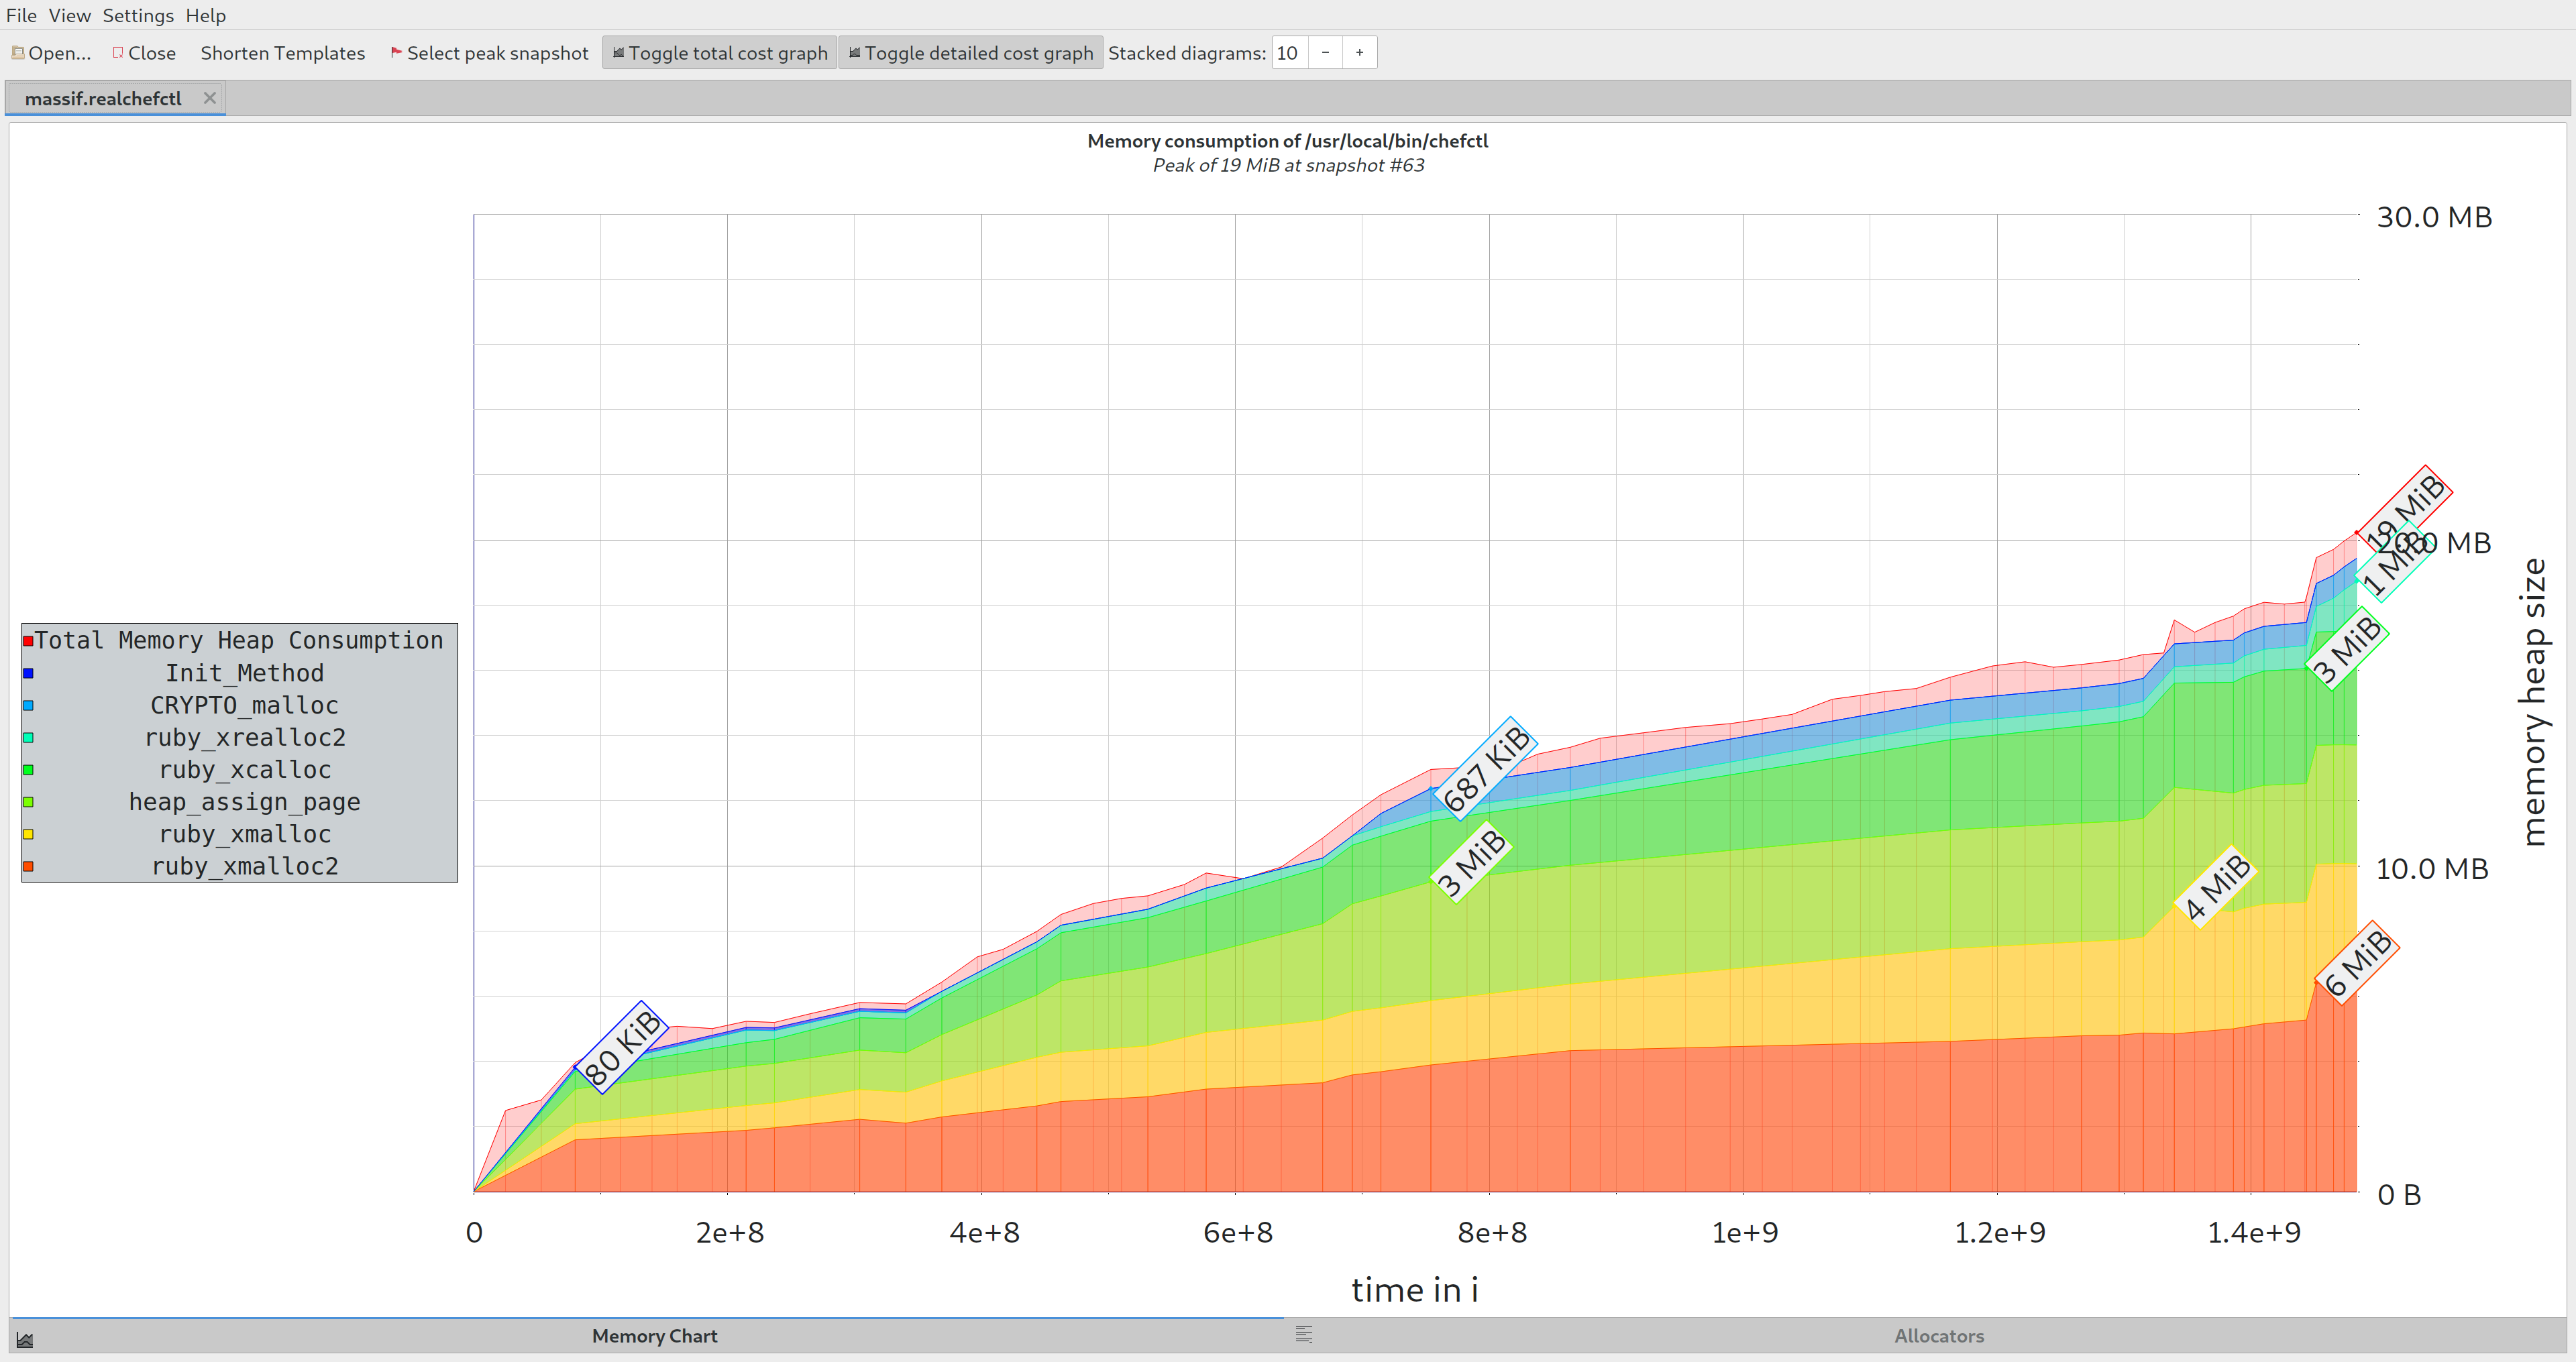 File View Settings Help
Open... Close Shorten Templates Select peak snapshot Toggle total cost graph Toggle detailed cost graph Stacked diagrams: 10 - +
massif.realchefctl
Memory consumption of /usr/local/bin/chefctl
Peak of 19 MiB at snapshot #63
30.0 MB
19 MiB
20.0 MB
1 MiB
3 MiB
687 KiB
3 MiB
4 MiB
10.0 MB
6 MiB
80 KiB
0 B
memory heap size
Total Memory Heap Consumption
Init_Method
CRYPTO_malloc
ruby_xrealloc2
ruby_xcalloc
heap_assign_page
ruby_xmalloc
ruby_xmalloc2
0 2e+8 4e+8 6e+8 8e+8 1e+9 1.2e+9 1.4e+9
time in i
Memory Chart Allocators